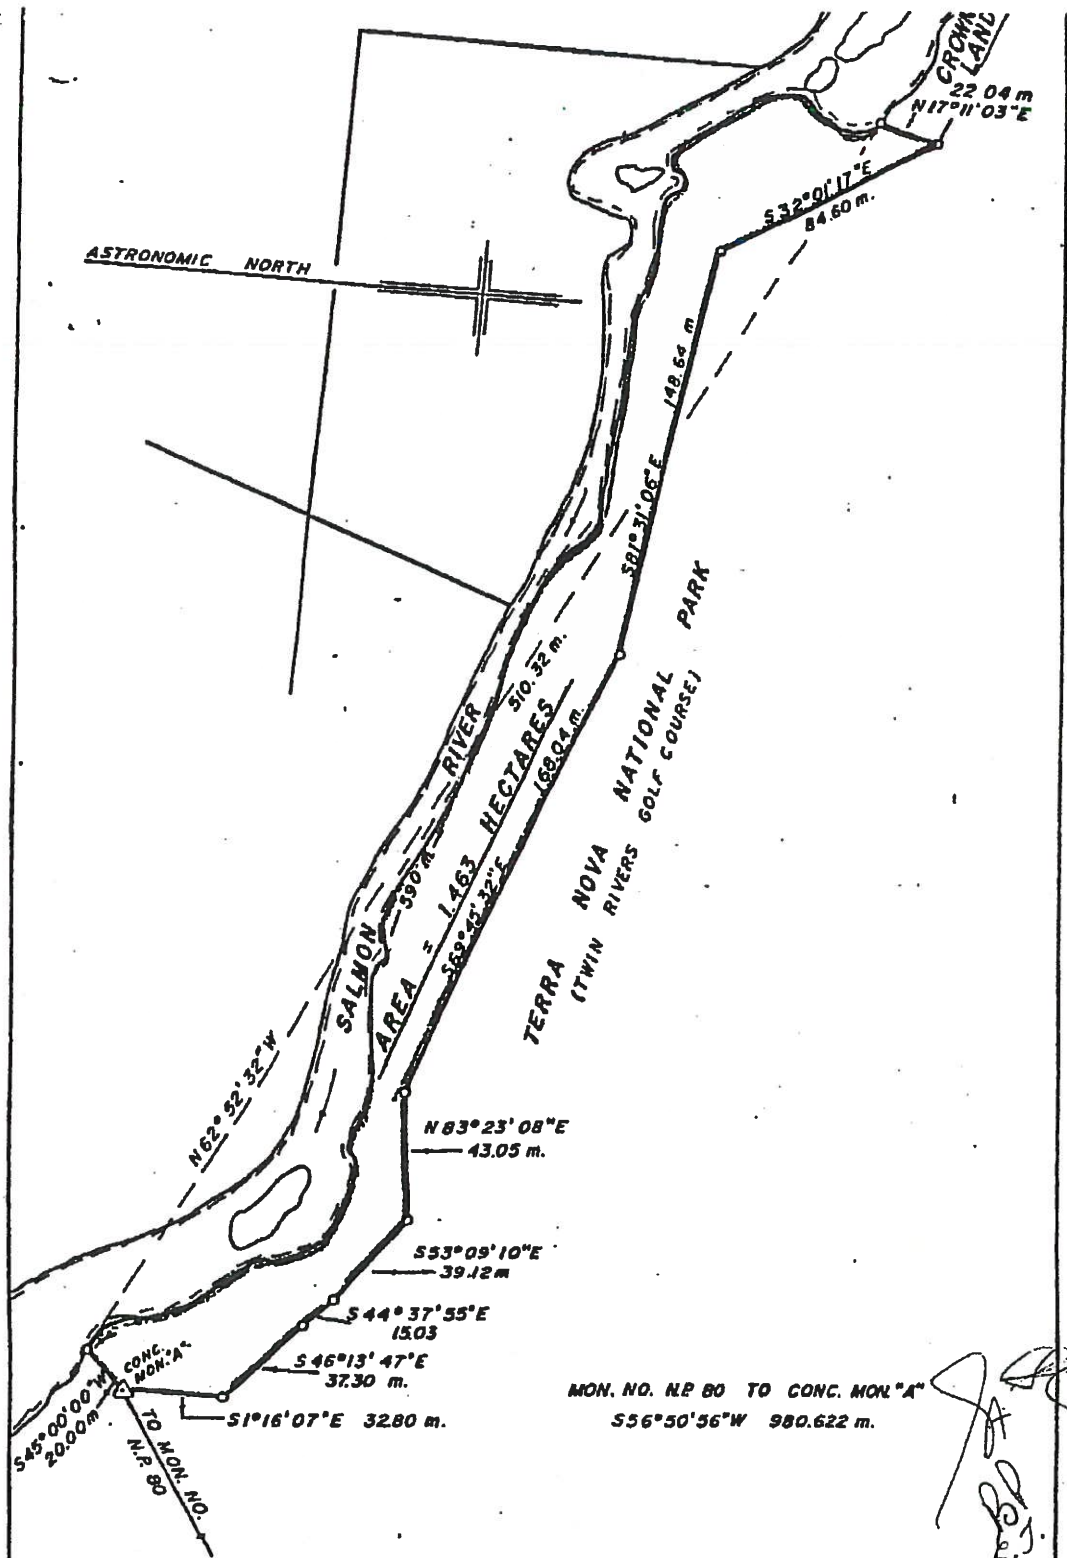 CROWN
LAND
22 04 m
N17°11'03"E
S32°01'17"E
84.60 m.
ASTRONOMIC NORTH
148.64 m
S81°31'06"E
510.32 m.
SALMON RIVER
590' m
AREA = 1.463 HECTARES
168.04 m.
S69°45'32"E
TERRA NOVA NATIONAL PARK
(TWIN RIVERS GOLF COURSE)
N62°52'32"W
N83°23'08"E
43.05 m.
S53°09'10"E
39.12m
S44°37'55"E
15.03
S46°13'47"E
37.30 m.
CONC.
MON."A"
S1°16'07"E 32.80 m.
S45°00'00"W
20.00m
TO MON. NO.
N.P. 80
MON. NO. N.P. 80 TO CONC. MON. "A"
S56°50'56"W 980.622 m.